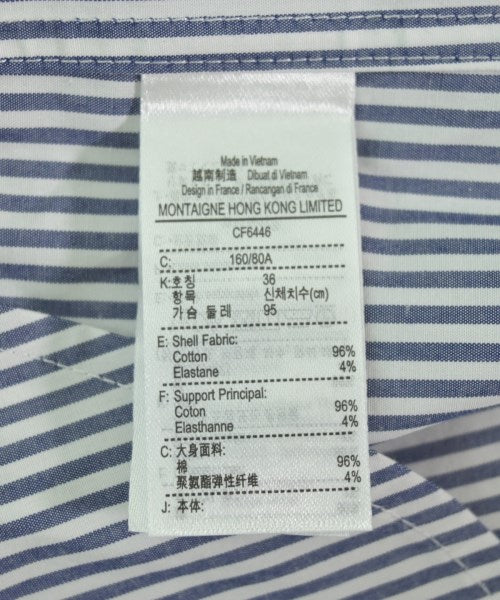 Made in Vietnam
越南制造 Dibuat di Vietnam
Design in France / Rancangan di France
MONTAIGNE HONG KONG LIMITED
CF6446
C: 160/80A
K:호칭 36
항목 신체치수(cm)
가슴 둘레 95
E: Shell Fabric:
Cotton 96%
Elastane 4%
F: Support Principal:
Coton 96%
Elasthanne 4%
C: 大身面料:
棉 96%
聚氨酯弹性纤维 4%
J: 本体: